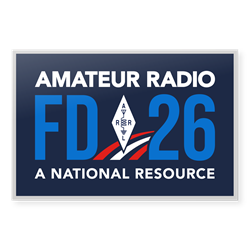 AMATEUR RADIO
FD 26
A
R R
L
A NATIONAL RESOURCE